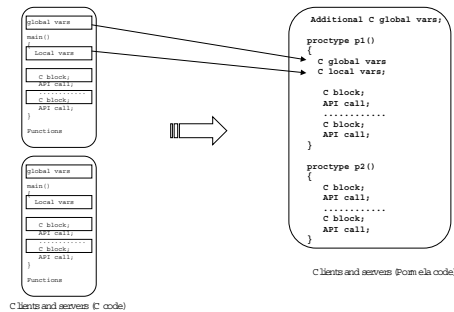 global vars
main()
{
Local vars
C block;
API call;
............
C block;
API call;
}
Functions
global vars
main()
{
Local vars
C block;
API call;
............
C block;
API call;
}
Functions
Clients and servers (C code)
Additional C global vars;
proctype p1()
{
C global vars
C local vars;
C block;
API call;
............
C block;
API call;
}
proctype p2()
{
C block;
API call;
............
C block;
API call;
}
Clients and servers (Pormela code)